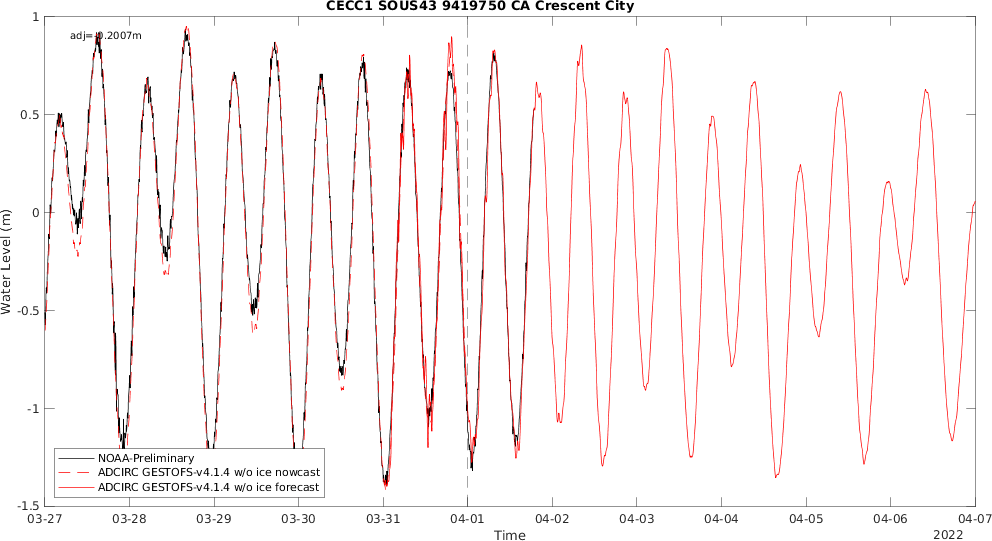 CECC1 SOUS43 9419750 CA Crescent City
adj=-0.2007m
1
0.5
0
-0.5
-1
-1.5
Water Level (m)
NOAA-Preliminary
ADCIRC GESTOFS-v4.1.4 w/o ice nowcast
ADCIRC GESTOFS-v4.1.4 w/o ice forecast
03-27 03-28 03-29 03-30 03-31 04-01 04-02 04-03 04-04 04-05 04-06 04-07
Time
2022